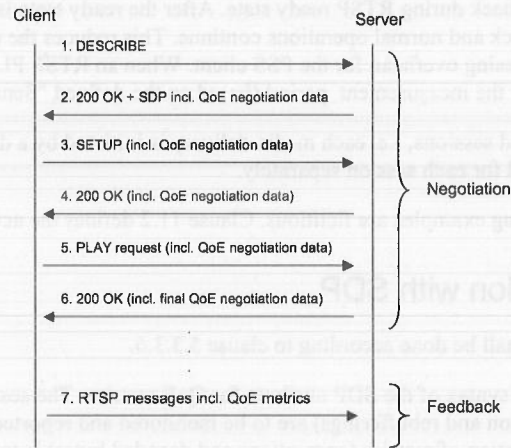 Client
Server
1. DESCRIBE
2. 200 OK + SDP incl. QoE negotiation data
3. SETUP (incl. QoE negotiation data)
4. 200 OK (incl. QoE negotiation data)
5. PLAY request (incl. QoE negotiation data)
6. 200 OK (incl. final QoE negotiation data)
Negotiation
7. RTSP messages incl. QoE metrics
Feedback